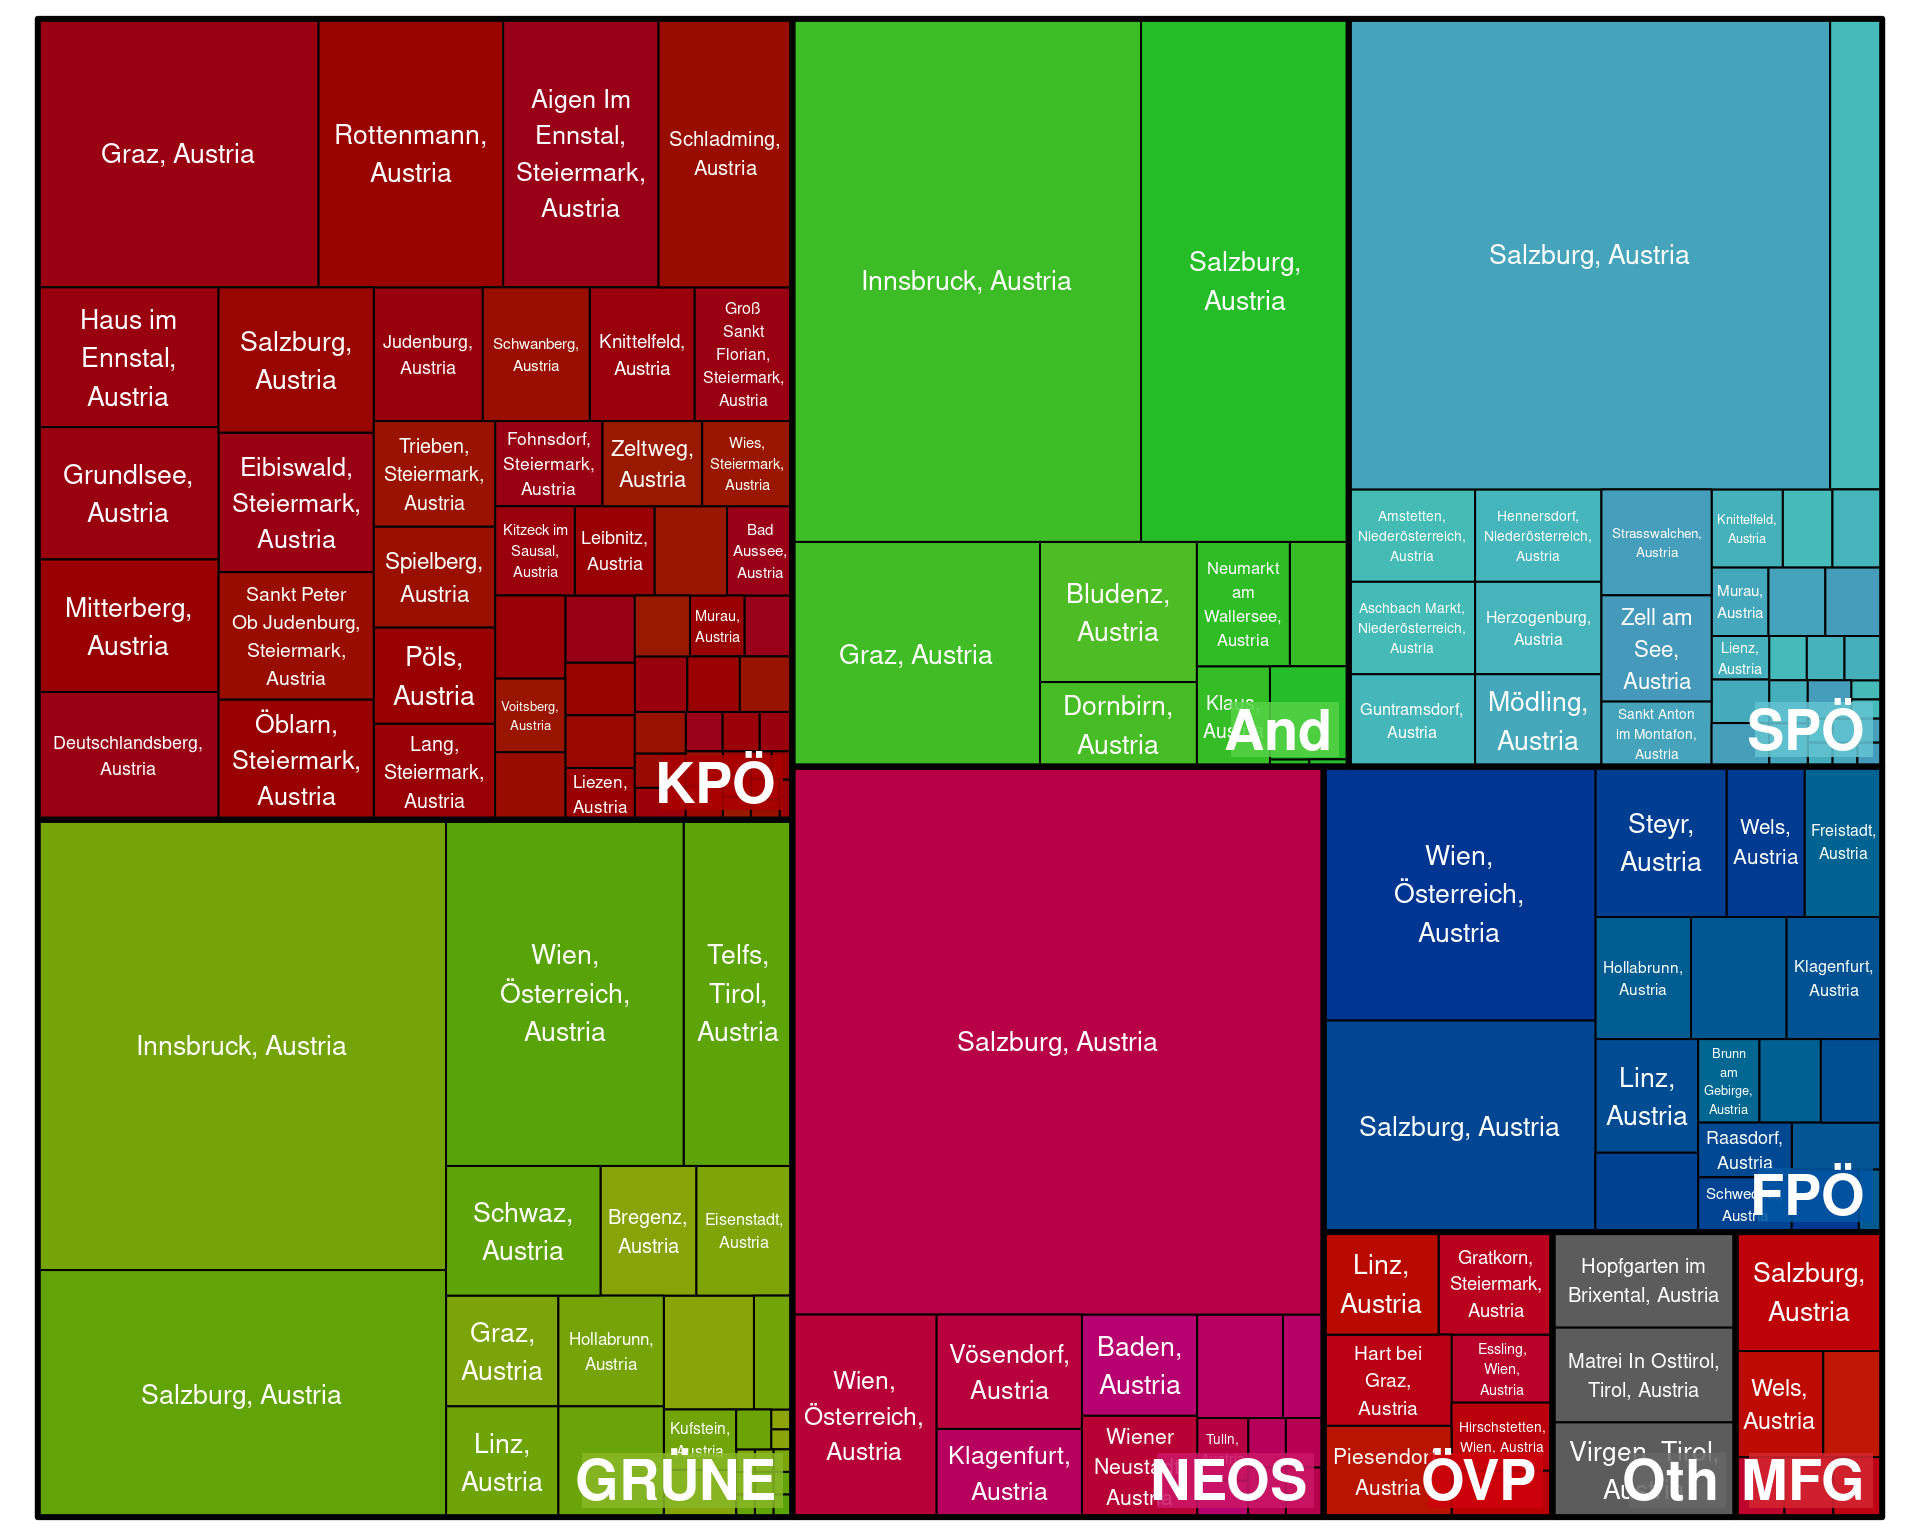 Graz, Austria
Rottenmann,
Austria
Aigen Im
Ennstal,
Steiermark,
Austria
Schladming,
Austria
Haus im
Ennstal,
Austria
Salzburg,
Austria
Judenburg,
Austria
Schwanberg,
Austria
Knittelfeld,
Austria
Groß
Sankt
Florian,
Steiermark,
Austria
Grundlsee,
Austria
Eibiswald,
Steiermark,
Austria
Trieben,
Steiermark,
Austria
Fohnsdorf,
Steiermark,
Austria
Zeltweg,
Austria
Wies,
Steiermark,
Austria
Kitzeck im
Sausal,
Austria
Leibnitz,
Austria
Bad
Aussee,
Austria
Spielberg,
Austria
Mitterberg,
Austria
Sankt Peter
Ob Judenburg,
Steiermark,
Austria
Murau,
Austria
Pöls,
Austria
Voitsberg,
Austria
Deutschlandsberg,
Austria
Öblarn,
Steiermark,
Austria
Lang,
Steiermark,
Austria
Liezen,
Austria
KPÖ
Innsbruck, Austria
Salzburg,
Austria
Graz, Austria
Bludenz,
Austria
Dornbirn,
Austria
Neumarkt
am
Wallersee,
Austria
Klaus,
Austria
And
Salzburg, Austria
Amstetten,
Niederösterreich,
Austria
Hennersdorf,
Niederösterreich,
Austria
Strasswalchen,
Austria
Knittelfeld,
Austria
Aschbach Markt,
Niederösterreich,
Austria
Herzogenburg,
Austria
Zell am
See,
Austria
Murau,
Austria
Lienz,
Austria
Guntramsdorf,
Austria
Mödling,
Austria
Sankt Anton
im Montafon,
Austria
SPÖ
Innsbruck, Austria
Wien,
Österreich,
Austria
Telfs,
Tirol,
Austria
Salzburg, Austria
Schwaz,
Austria
Bregenz,
Austria
Eisenstadt,
Austria
Graz,
Austria
Hollabrunn,
Austria
Linz,
Austria
Kufstein,
Austria
GRÜNE
Salzburg, Austria
Wien,
Österreich,
Austria
Vösendorf,
Austria
Baden,
Austria
Klagenfurt,
Austria
Wiener
Neustadt,
Austria
Tulln,
NEOS
Wien,
Österreich,
Austria
Steyr,
Austria
Wels,
Austria
Freistadt,
Austria
Hollabrunn,
Austria
Klagenfurt,
Austria
Salzburg, Austria
Linz,
Austria
Brunn
am
Gebirge,
Austria
Raasdorf,
Austria
Austria
FPÖ
Linz,
Austria
Gratkorn,
Steiermark,
Austria
Hart bei
Graz,
Austria
Essling,
Wien,
Austria
Hirschstetten,
Wien, Austria
Piesendorf,
Austria
ÖVP
Hopfgarten im
Brixental, Austria
Matrei In Osttirol,
Tirol, Austria
Virgen, Tirol,
Austria
Oth
Salzburg,
Austria
Wels,
Austria
MFG